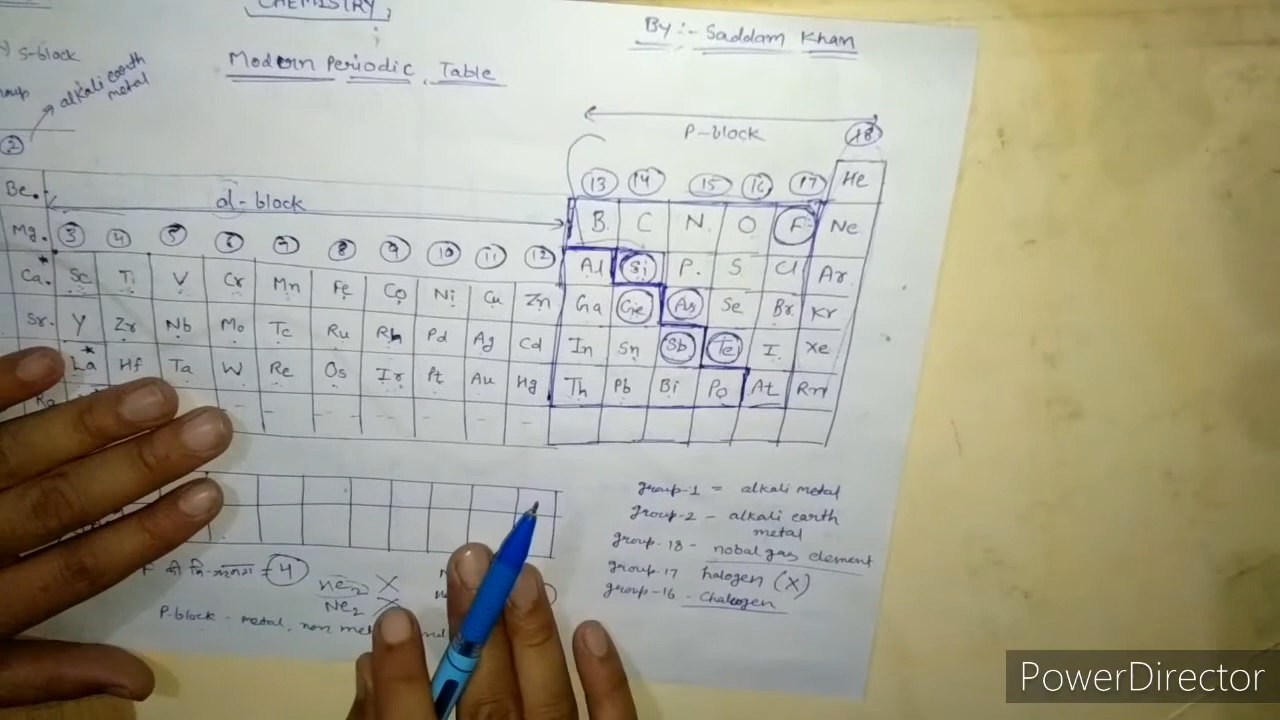 CHEMISTRY
By :- Saddam Khan
s-block
Modern Periodic Table
alkali earth
metal
P-block
2
18
13 14 15 16 17
He
Be.
d-block
B C N O F Ne
Mg.
3 4 5 6 7 8 9 10 11 12
Al Si P S Cl Ar
Ca. Sc Ti V Cr Mn Fe Co Ni Cu Zn Ga Ge As Se Br Kr
Sr. Y Zr Nb Mo Tc Ru Rh Pd Ag Cd In Sn Sb Te I Xe
La Hf Ta W Re Os Ir Pt Au Hg Th Pb Bi Po At Rn
Ra
group-1 = alkali metal
group-2 - alkali earth
metal
group-18 - nobal gas element
group-17 halogen (X)
group-16 - Chalcogen
F की = 4
Ne2 X
Ne2 X
P-block - metal, non
PowerDirector